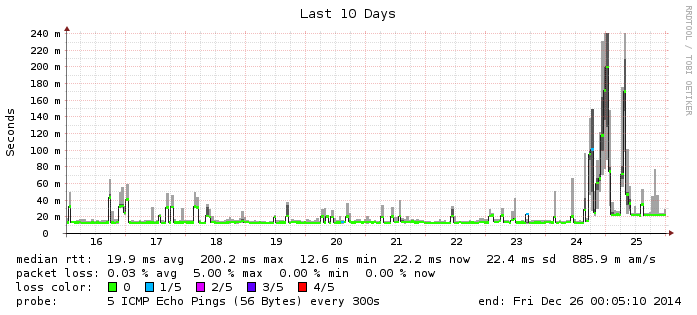 Last 10 Days
RRDTOOL / TOBI OETIKER
Seconds
240 m
220 m
200 m
180 m
160 m
140 m
120 m
100 m
80 m
60 m
40 m
20 m
0
16 17 18 19 20 21 22 23 24 25
median rtt: 19.9 ms avg 200.2 ms max 12.6 ms min 22.2 ms now 22.4 ms sd 885.9 m am/s
packet loss: 0.03 % avg 5.00 % max 0.00 % min 0.00 % now
loss color: 0 1/5 2/5 3/5 4/5
probe: 5 ICMP Echo Pings (56 Bytes) every 300s end: Fri Dec 26 00:05:10 2014